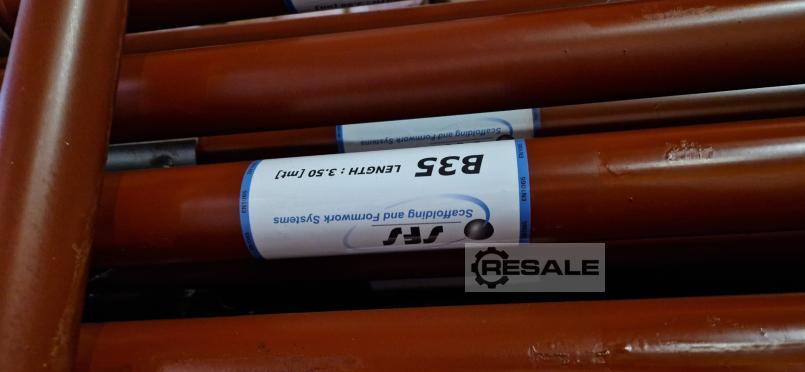 B35 LENGTH : 3.50 [mt]
Scaffolding and Formwork Systems
SFS
Scaffolding and Formwork Systems
RESALE